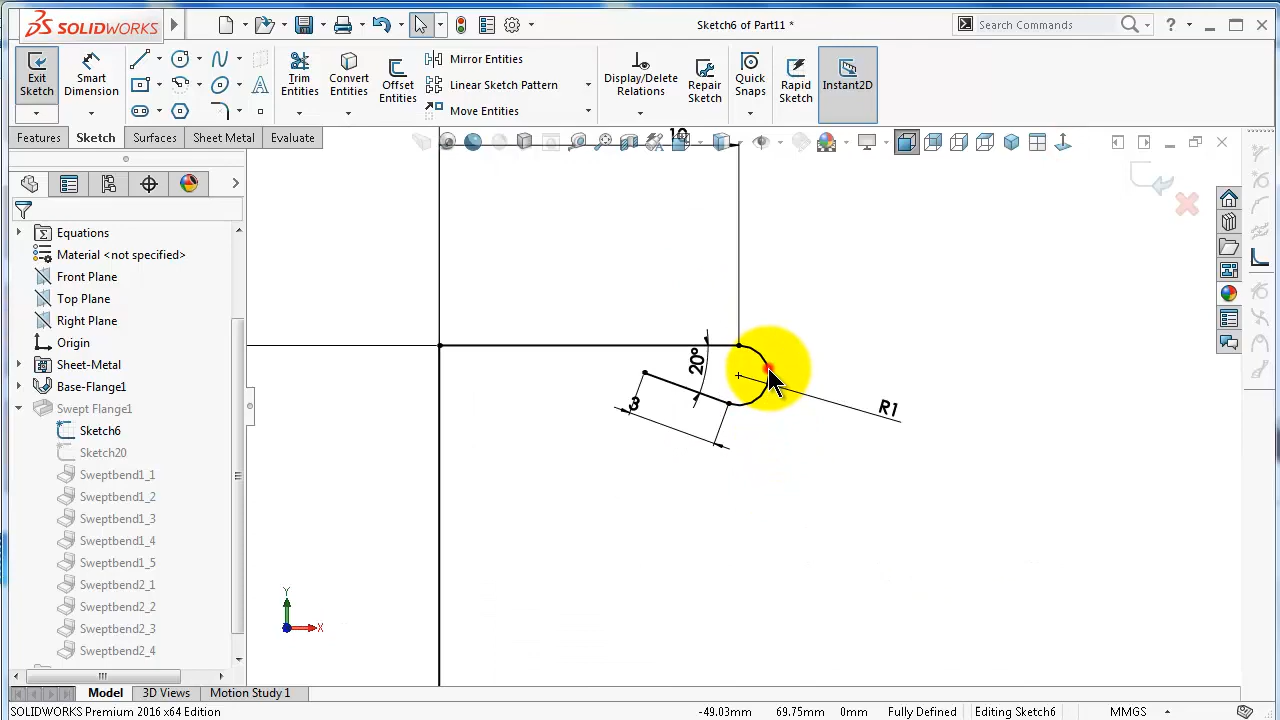 SOLIDWORKS
Sketch6 of Part11 *
Search Commands
Exit Sketch
Smart Dimension
Trim Entities
Convert Entities
Offset Entities
Mirror Entities
Linear Sketch Pattern
Move Entities
Display/Delete Relations
Repair Sketch
Quick Snaps
Rapid Sketch
Instant2D
Features
Sketch
Surfaces
Sheet Metal
Evaluate
Equations
Material <not specified>
Front Plane
Top Plane
Right Plane
Origin
Sheet-Metal
Base-Flange1
Swept Flange1
Sketch6
Sketch20
Sweptbend1_1
Sweptbend1_2
Sweptbend1_3
Sweptbend1_4
Sweptbend1_5
Sweptbend2_1
Sweptbend2_2
Sweptbend2_3
Sweptbend2_4
10
20°
3
R1
Y
X
Model
3D Views
Motion Study 1
SOLIDWORKS Premium 2016 x64 Edition
-49.03mm
69.75mm
0mm
Fully Defined
Editing Sketch6
MMGS